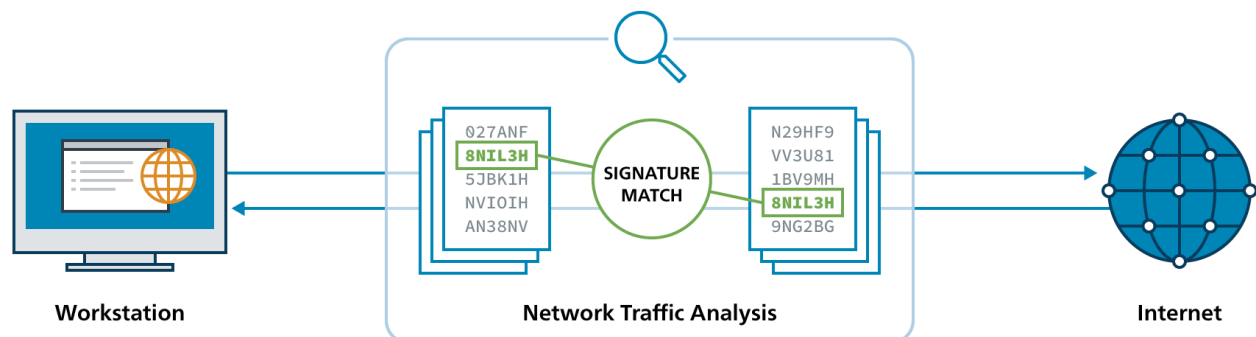 027ANF
8NIL3H
5JBK1H
NVIOIH
AN38NV
SIGNATURE
MATCH
N29HF9
VV3U81
1BV9MH
8NIL3H
9NG2BG
Workstation
Network Traffic Analysis
Internet